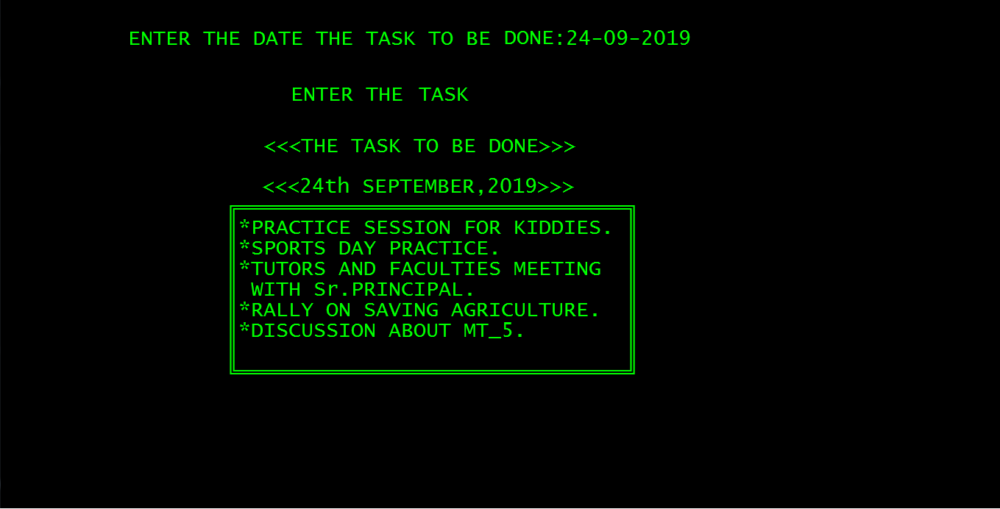 ENTER THE DATE THE TASK TO BE DONE:24-09-2019
ENTER THE TASK
<<<THE TASK TO BE DONE>>>
<<<24th SEPTEMBER,2019>>>
*PRACTICE SESSION FOR KIDDIES.
*SPORTS DAY PRACTICE.
*TUTORS AND FACULTIES MEETING
WITH Sr.PRINCIPAL.
*RALLY ON SAVING AGRICULTURE.
*DISCUSSION ABOUT MT_5.